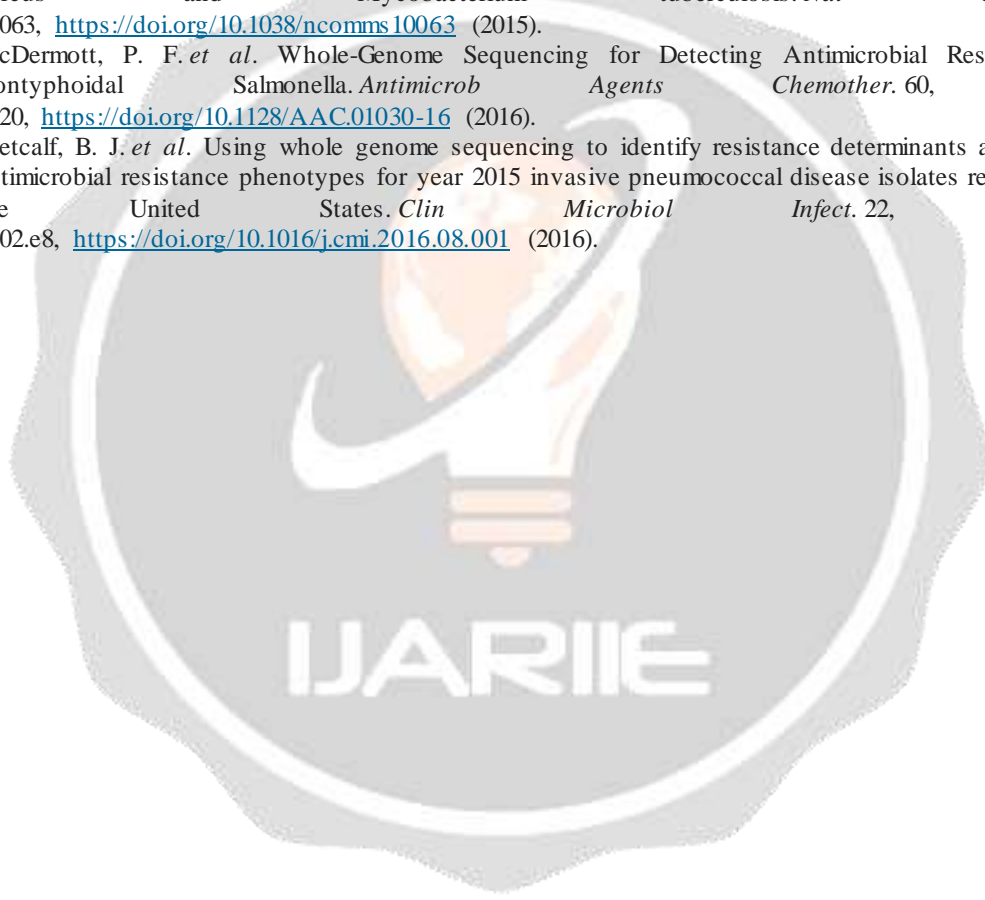 and Mycobacterium
063, https://doi.org/10.1038/ncomms10063 (2015).
cDermott, P. F. et al. Whole-Genome Sequencing for Detecting Antimicrobial Res
ontyphoidal Salmonella. Antimicrob Agents Chemother. 60,
20, https://doi.org/10.1128/AAC.01030-16 (2016).
etcalf, B. J. et al. Using whole genome sequencing to identify resistance determinants a
timicrobial resistance phenotypes for year 2015 invasive pneumococcal disease isolates re
e United States. Clin Microbiol Infect. 22,
02.e8, https://doi.org/10.1016/j.cmi.2016.08.001 (2016).
IJARIIE